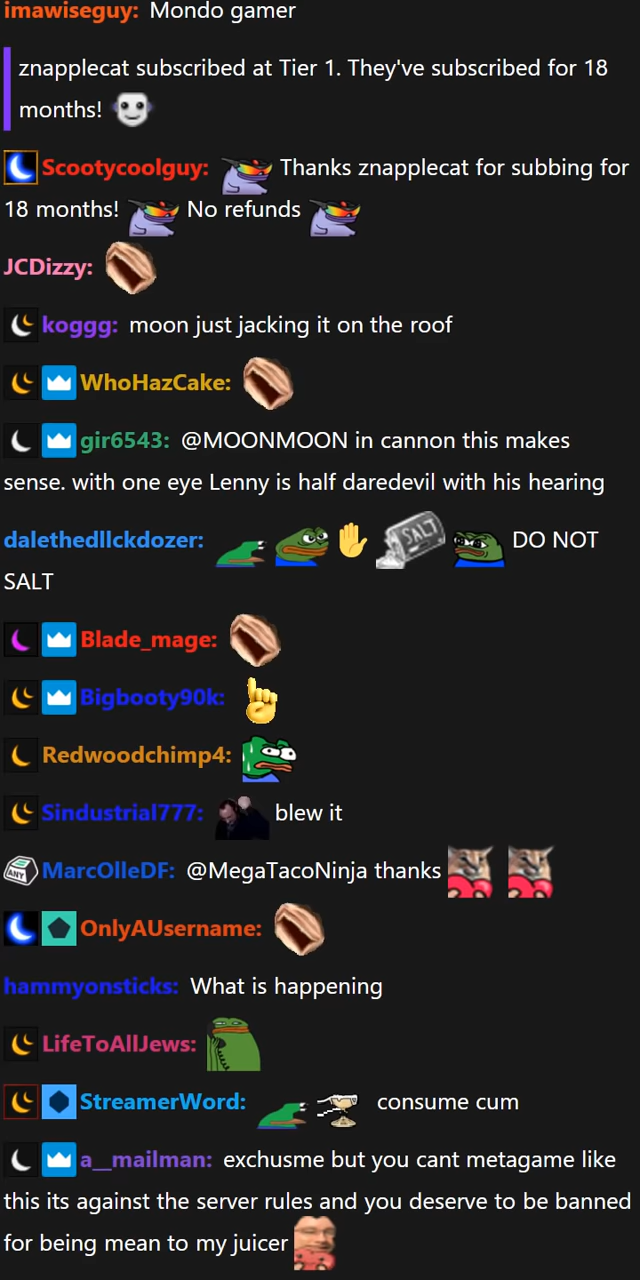 imawiseguy: Mondo gamer
znapplecat subscribed at Tier 1. They've subscribed for 18
months!
Scootycoolguy: Thanks znapplecat for subbing for
18 months! No refunds
JCDizzy:
koggg: moon just jacking it on the roof
WhoHazCake:
gir6543: @MOONMOON in cannon this makes
sense. with one eye Lenny is half daredevil with his hearing
dalethedllckdozer: SALT DO NOT
SALT
Blade_mage:
Bigbooty90k:
Redwoodchimp4:
Sindustrial777: blew it
ANY MarcOlleDF: @MegaTacoNinja thanks
OnlyAUsername:
hammyonsticks: What is happening
LifeToAllJews:
StreamerWord: consume cum
a__mailman: exchusme but you cant metagame like
this its against the server rules and you deserve to be banned
for being mean to my juicer